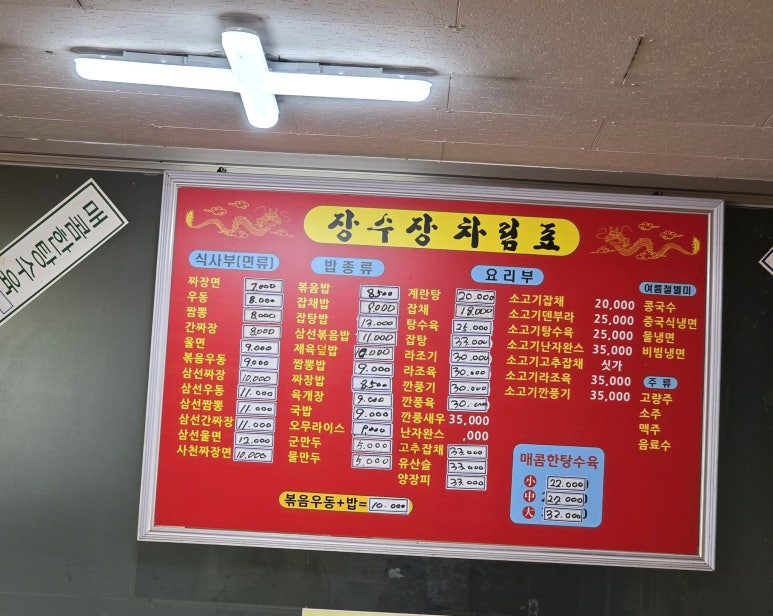 매콤한탕수육
장수장 차림표
식사부(면류)
짜장면 7000
우동 8.000
짬뽕 8,000
간짜장 8000
울면 9.000
볶음우동 9.000
삼선짜장 10,000
삼선우동 11.000
삼선짬뽕 11.000
삼선간짜장 11.000
삼선울면 12.000
사천짜장면 10,000
밥종류
볶음밥 8500
잡채밥 9000
잡탕밥 13.000
삼선볶음밥 11.000
제육덮밥 10.000
짬뽕밥 9.000
짜장밥 8500
육개장 9.000
국밥 9.000
오무라이스 9,000
군만두 5.000
물만두 5,000
볶음우동+밥= 10.000
요리부
계란탕 20.000
잡채 18.000
탕수육
잡탕 33.000
라조기 30.000
라조육 30.000
깐풍기 30.000
깐풍육 30.000
깐풍새우 35,000
난자완스 ,000
고추잡채 33.000
유산슬 33.000
양장피 33.000
소고기잡채 20,000
소고기덴부라 25,000
소고기탕수육 25,000
소고기난자완스 35,000
소고기고추잡채 싯가
소고기라조육 35,000
소고기깐풍기 35,000
매콤한탕수육
小 22.000
中 27.000
大 32.000
여름철별미
콩국수
중국식냉면
물냉면
비빔냉면
주류
고량주
소주
맥주
음료수